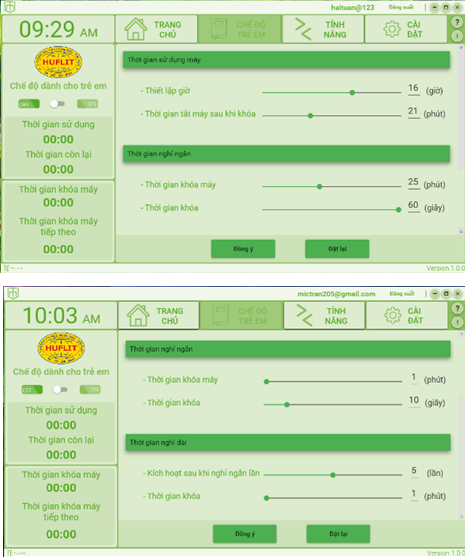 haituan@123 Đăng xuất
09:29 AM
TRANG CHỦ
CHẾ ĐỘ TRẺ EM
TÍNH NĂNG
CÀI ĐẶT
?
!
HUFLIT
Chế độ dành cho trẻ em
OFF ON
Thời gian sử dụng
00:00
Thời gian còn lại
00:00
Thời gian khóa máy
00:00
Thời gian khóa máy
tiếp theo
00:00
Thời gian sử dụng máy
- Thiết lập giờ 16 (giờ)
- Thời gian tắt máy sau khi khóa 21 (phút)
Thời gian nghỉ ngắn
- Thời gian khóa máy 25 (phút)
- Thời gian khóa 60 (giây)
Đồng ý Đặt lại
Version 1.0.0
mictran205@gmail.com Đăng xuất
10:03 AM
TRANG CHỦ
CHẾ ĐỘ TRẺ EM
TÍNH NĂNG
CÀI ĐẶT
?
!
HUFLIT
Chế độ dành cho trẻ em
OFF ON
Thời gian sử dụng
00:00
Thời gian còn lại
00:00
Thời gian khóa máy
00:00
Thời gian khóa máy
tiếp theo
00:00
Thời gian nghỉ ngắn
- Thời gian khóa máy 1 (phút)
- Thời gian khóa 10 (giây)
Thời gian nghỉ dài
- Kích hoạt sau khi nghỉ ngắn lần 5 (lần)
- Thời gian khóa 1 (phút)
Đồng ý Đặt lại
Version 1.0.0